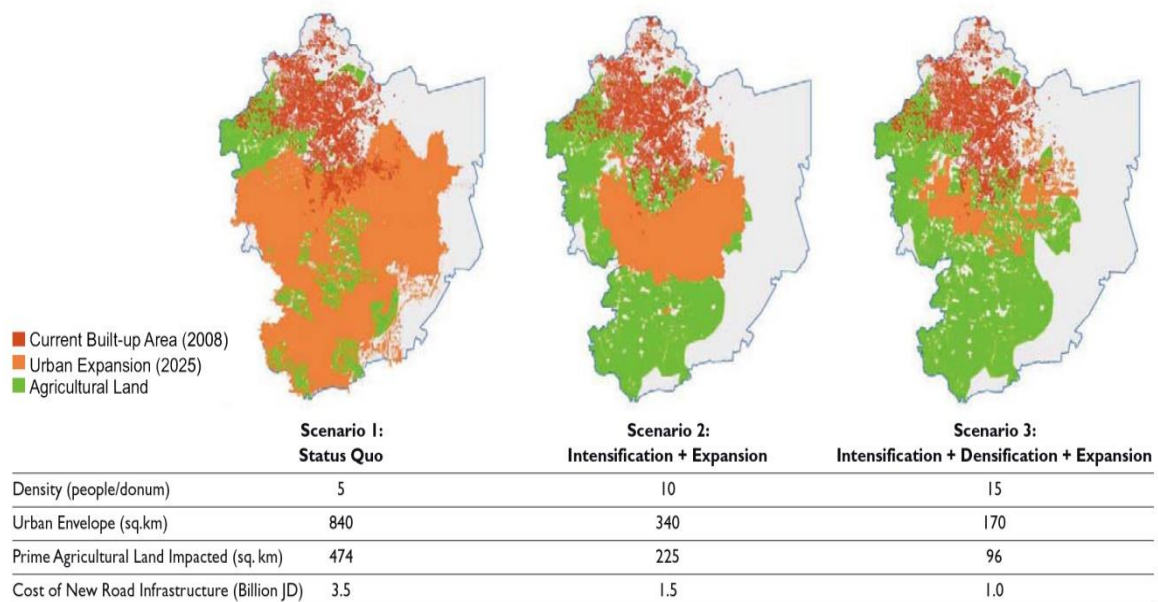 Current Built-up Area (2008)
Urban Expansion (2025)
Agricultural Land
Scenario 1:
Status Quo
Scenario 2:
Intensification + Expansion
Scenario 3:
Intensification + Densification + Expansion
Density (people/donum) 5 10 15
Urban Envelope (sq.km) 840 340 170
Prime Agricultural Land Impacted (sq. km) 474 225 96
Cost of New Road Infrastructure (Billion JD) 3.5 1.5 1.0